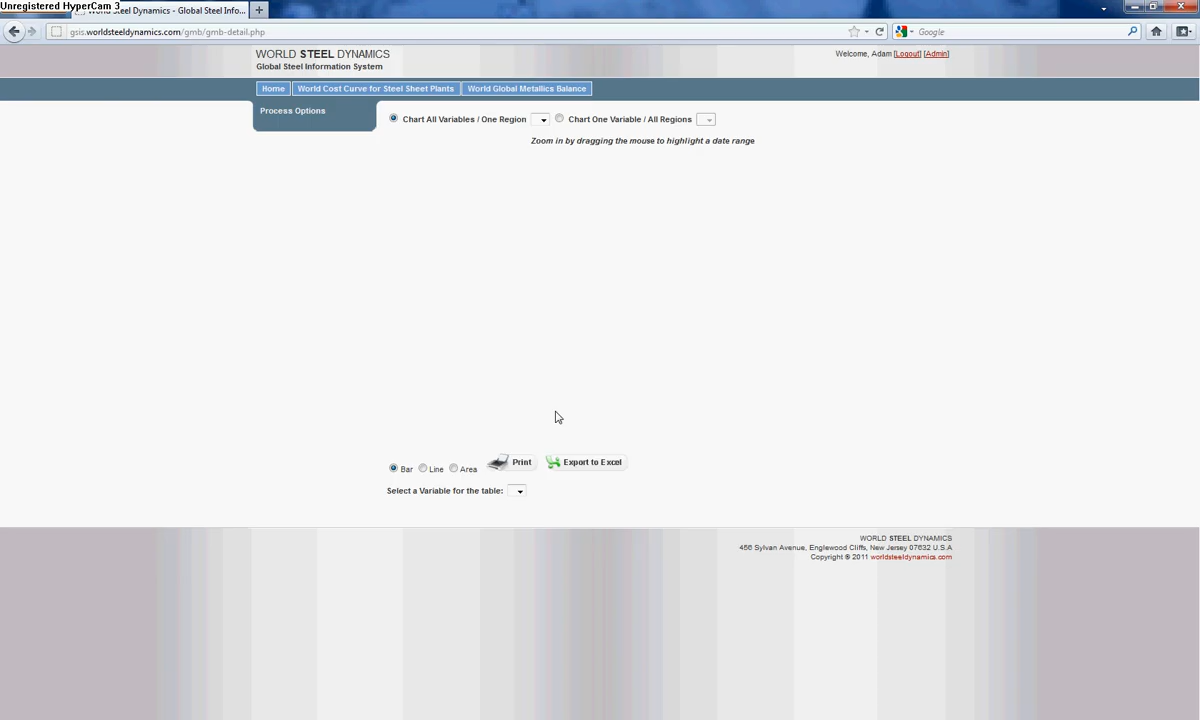 Unregistered HyperCam 3
World Steel Dynamics - Global Steel Info...
gsis.worldsteeldynamics.com/gmb/gmb-detail.php
Google
WORLD STEEL DYNAMICS
Global Steel Information System
Welcome, Adam [Logout] [Admin]
Home
World Cost Curve for Steel Sheet Plants
World Global Metallics Balance
Process Options
Chart All Variables / One Region
Chart One Variable / All Regions
Zoom in by dragging the mouse to highlight a date range
Bar
Line
Area
Print
Export to Excel
Select a Variable for the table:
WORLD STEEL DYNAMICS
456 Sylvan Avenue, Englewood Cliffs, New Jersey 07632 U.S.A
Copyright © 2011 worldsteeldynamics.com